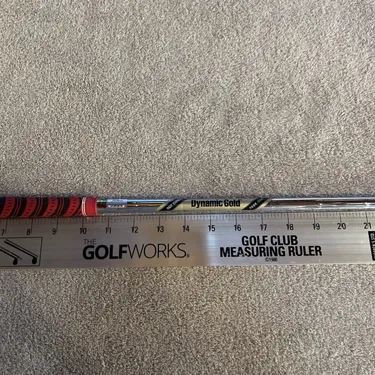 Dynamic Gold
7 8 9 10 11 12 13 14 15 16 17 18 19 20 21
THE
GOLFWORKS®
GOLF CLUB
MEASURING RULER
©1986